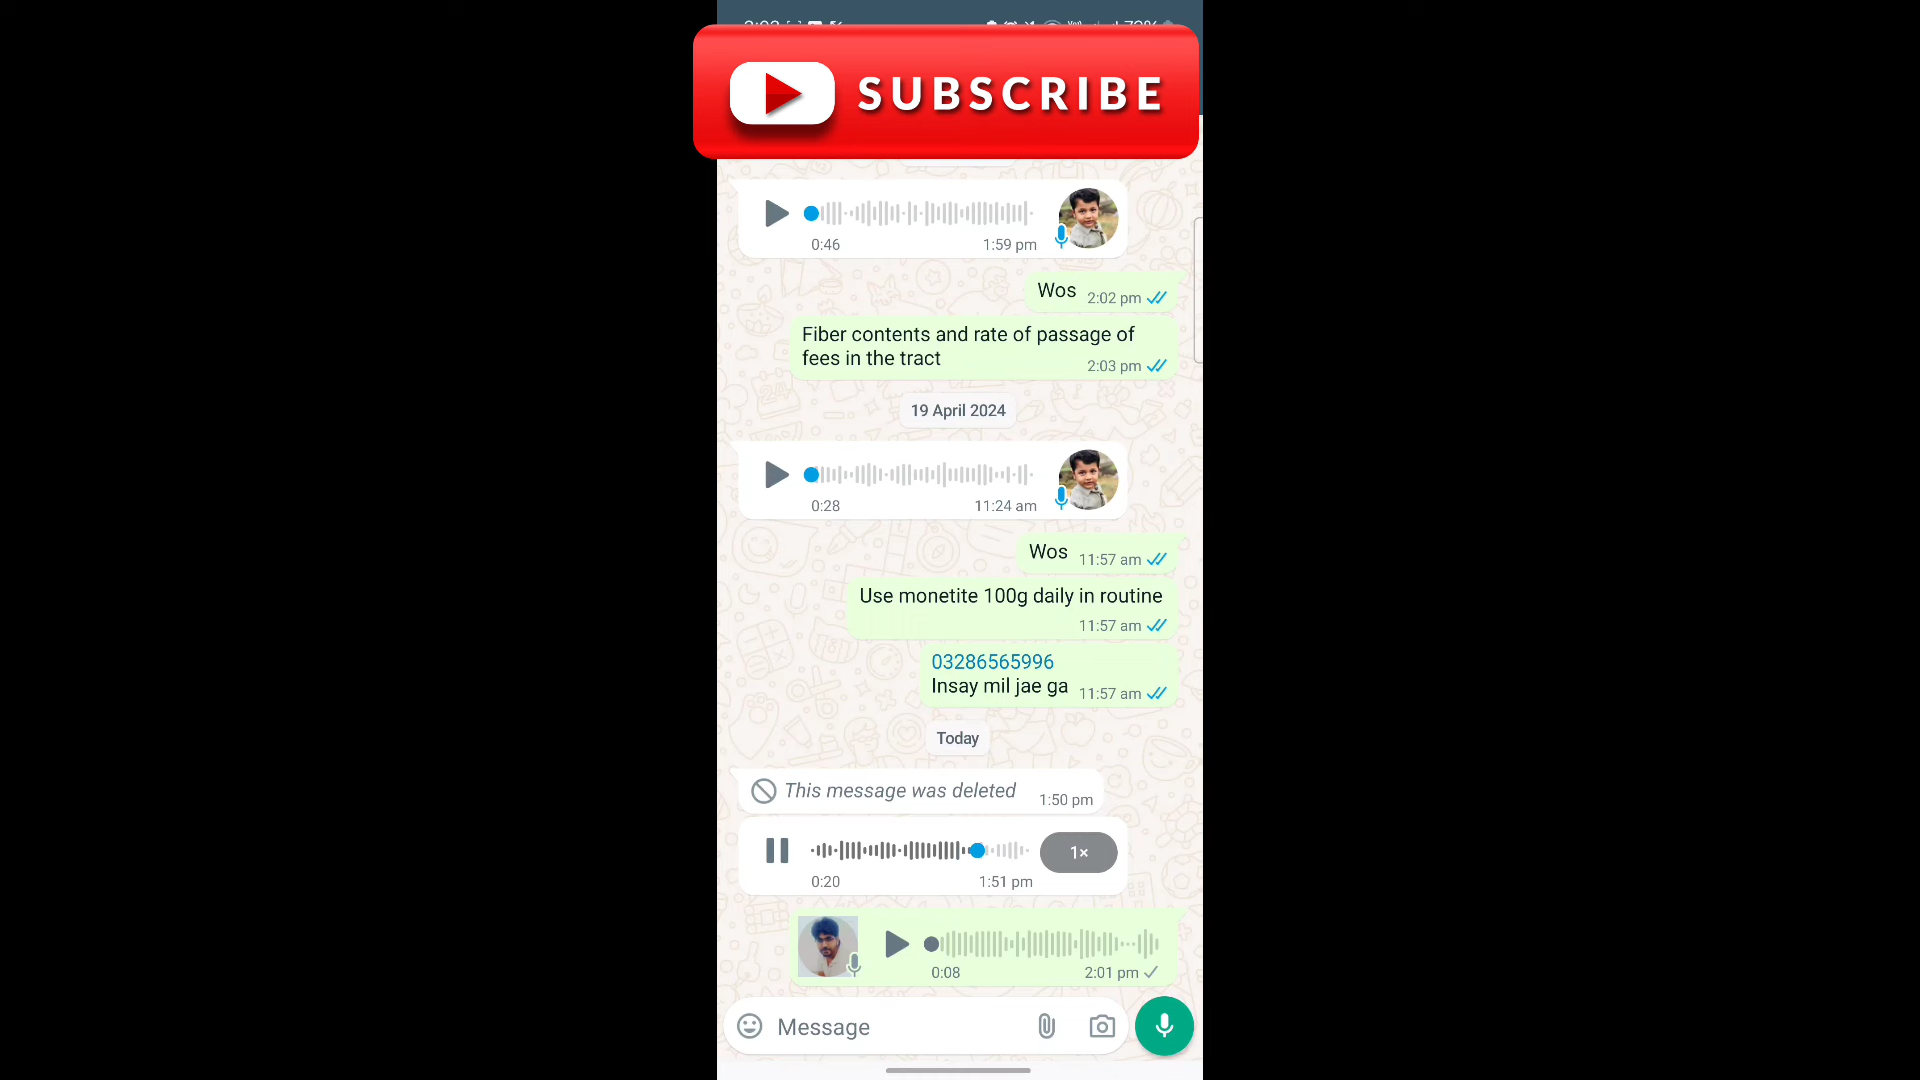 SUBSCRIBE
0:46 1:59 pm
Wos 2:02 pm
Fiber contents and rate of passage of
fees in the tract 2:03 pm
19 April 2024
0:28 11:24 am
Wos 11:57 am
Use monetite 100g daily in routine
11:57 am
03286565996
Insay mil jae ga 11:57 am
Today
This message was deleted 1:50 pm
1×
0:20 1:51 pm
0:08 2:01 pm
Message